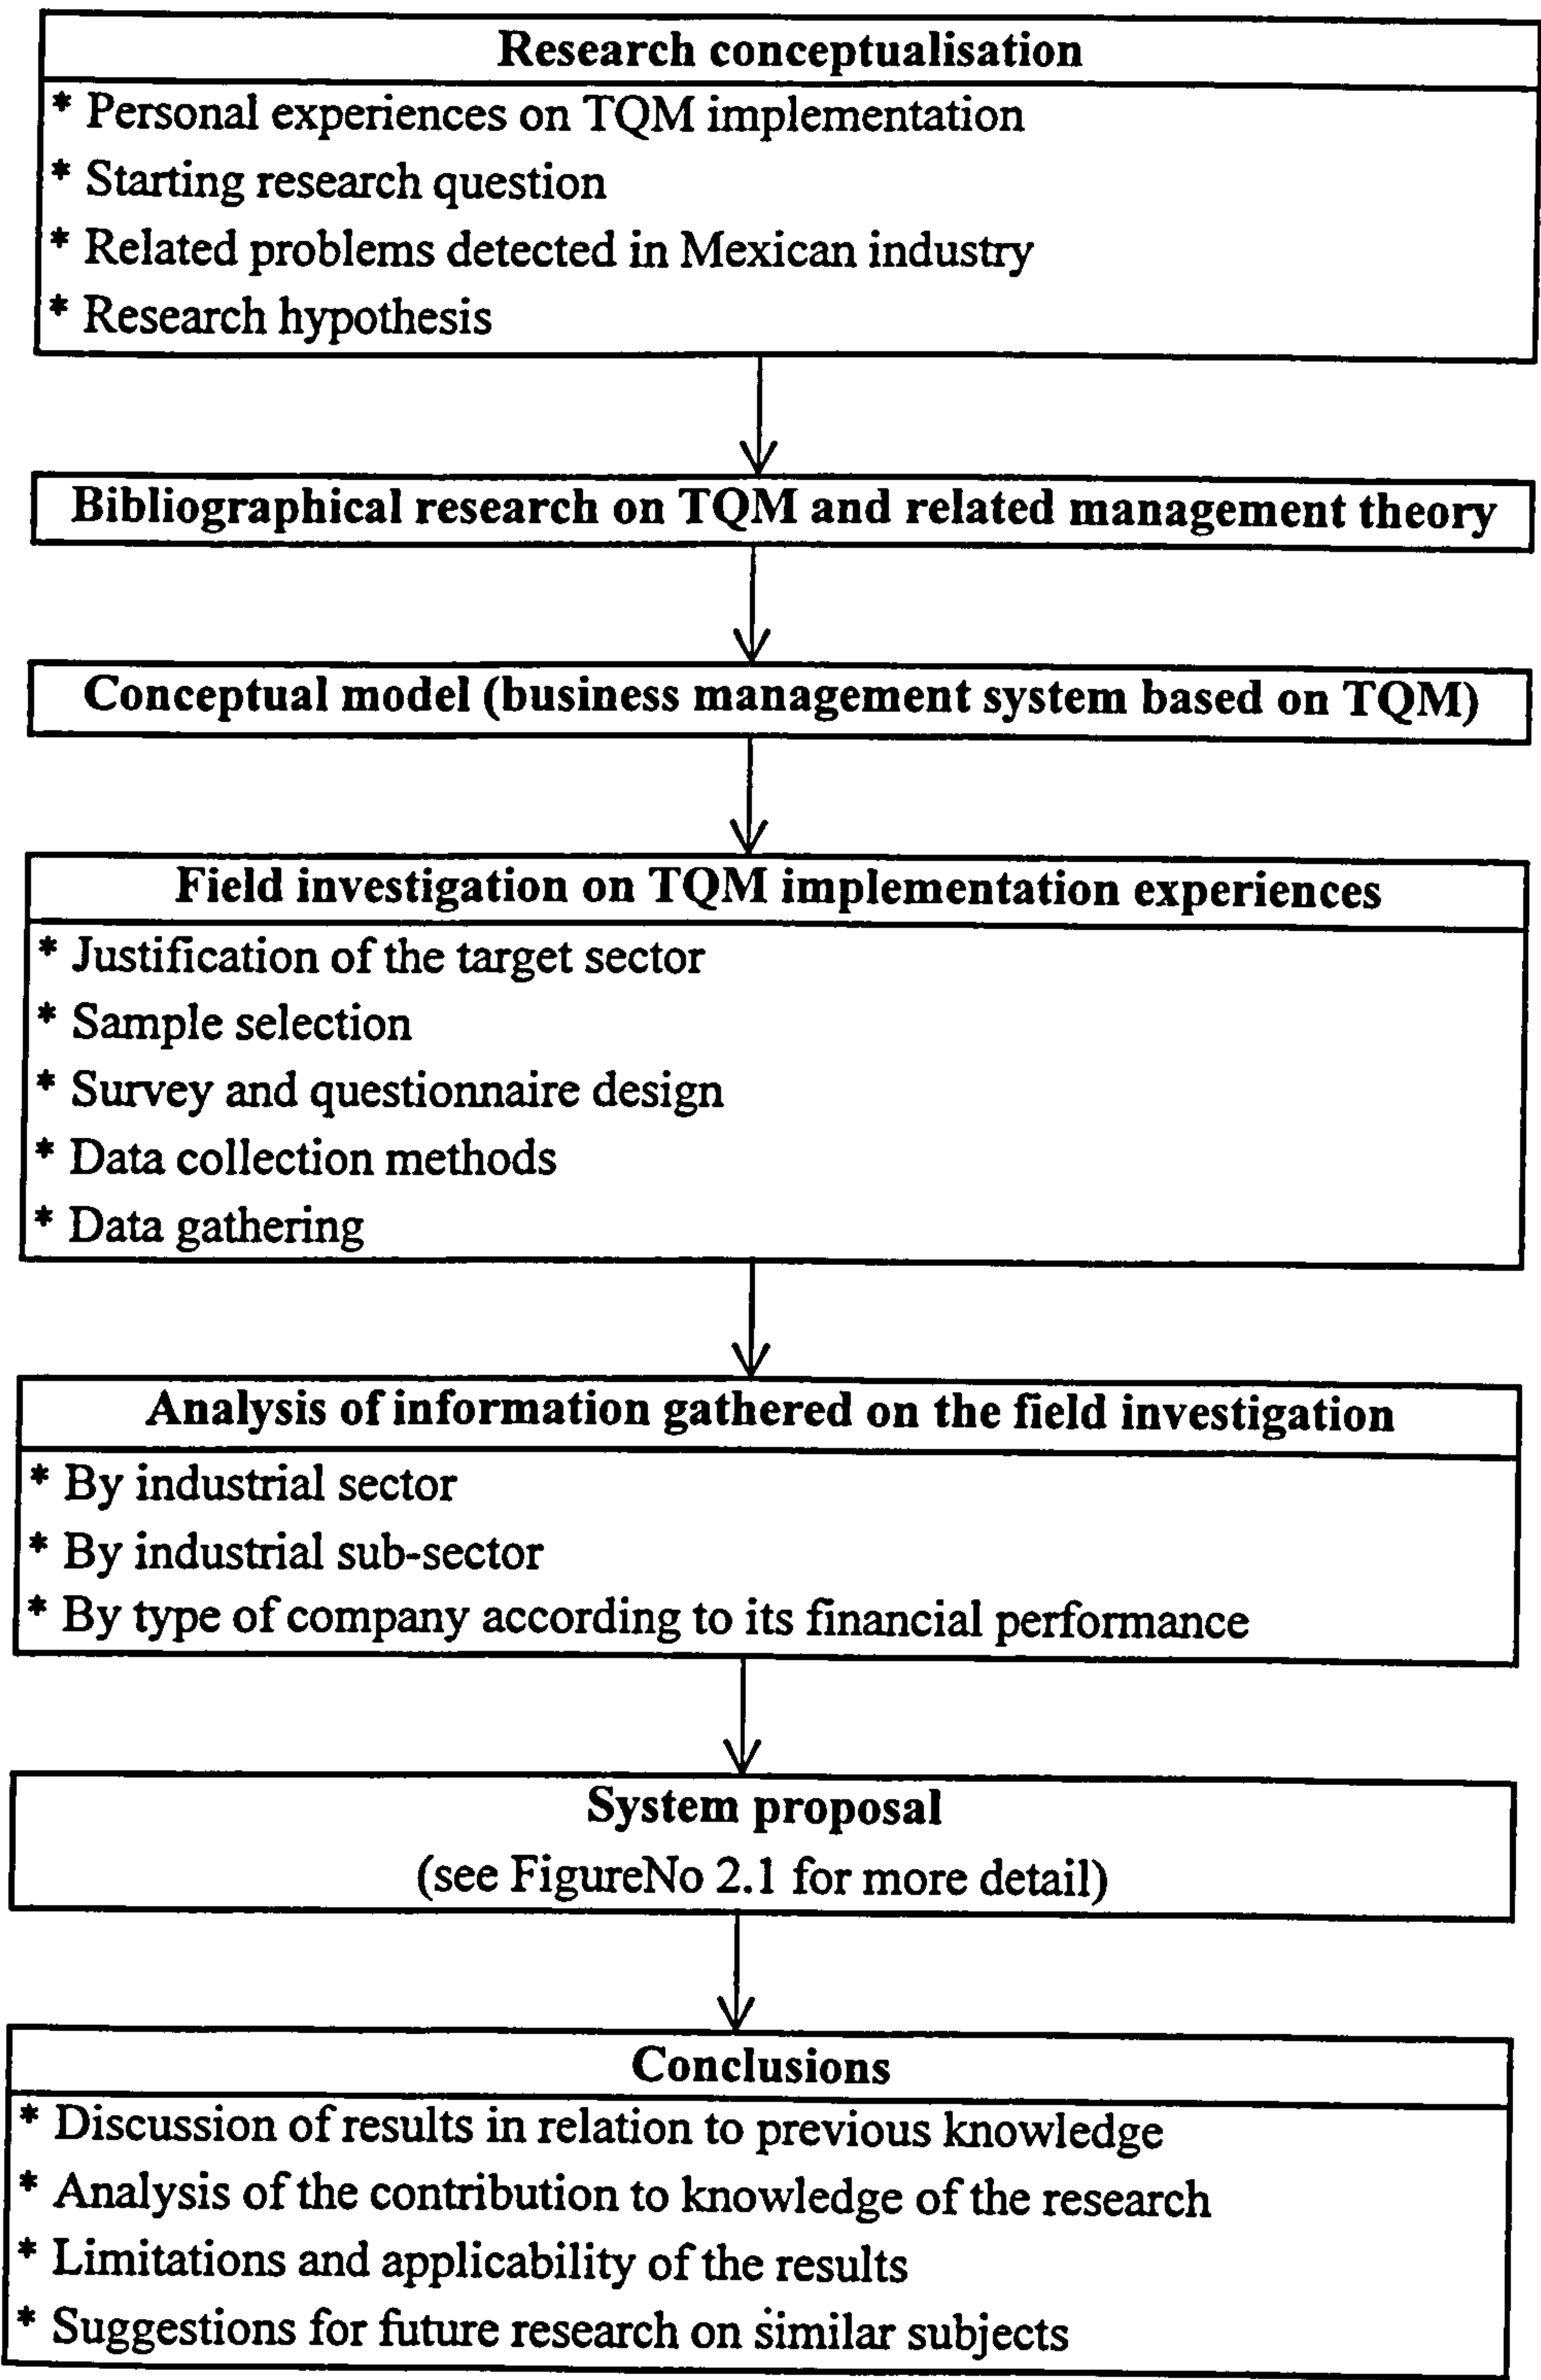 Research conceptualisation
* Personal experiences on TQM implementation
* Starting research question
* Related problems detected in Mexican industry
* Research hypothesis
Bibliographical research on TQM and related management theory
Conceptual model (business management system based on TQM)
Field investigation on TQM implementation experiences
* Justification of the target sector
* Sample selection
* Survey and questionnaire design
* Data collection methods
* Data gathering
Analysis of information gathered on the field investigation
* By industrial sector
* By industrial sub-sector
* By type of company according to its financial performance
System proposal
(see FigureNo 2.1 for more detail)
Conclusions
* Discussion of results in relation to previous knowledge
* Analysis of the contribution to knowledge of the research
* Limitations and applicability of the results
* Suggestions for future research on similar subjects